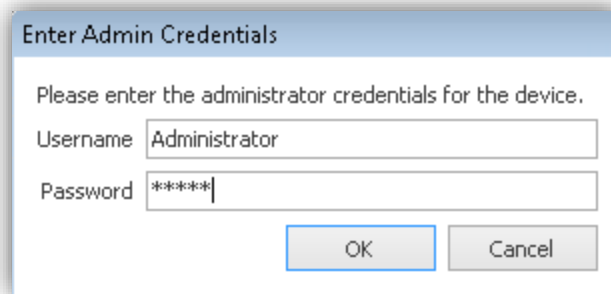 Enter Admin Credentials
Please enter the administrator credentials for the device.
Username Administrator
Password *****
OK Cancel